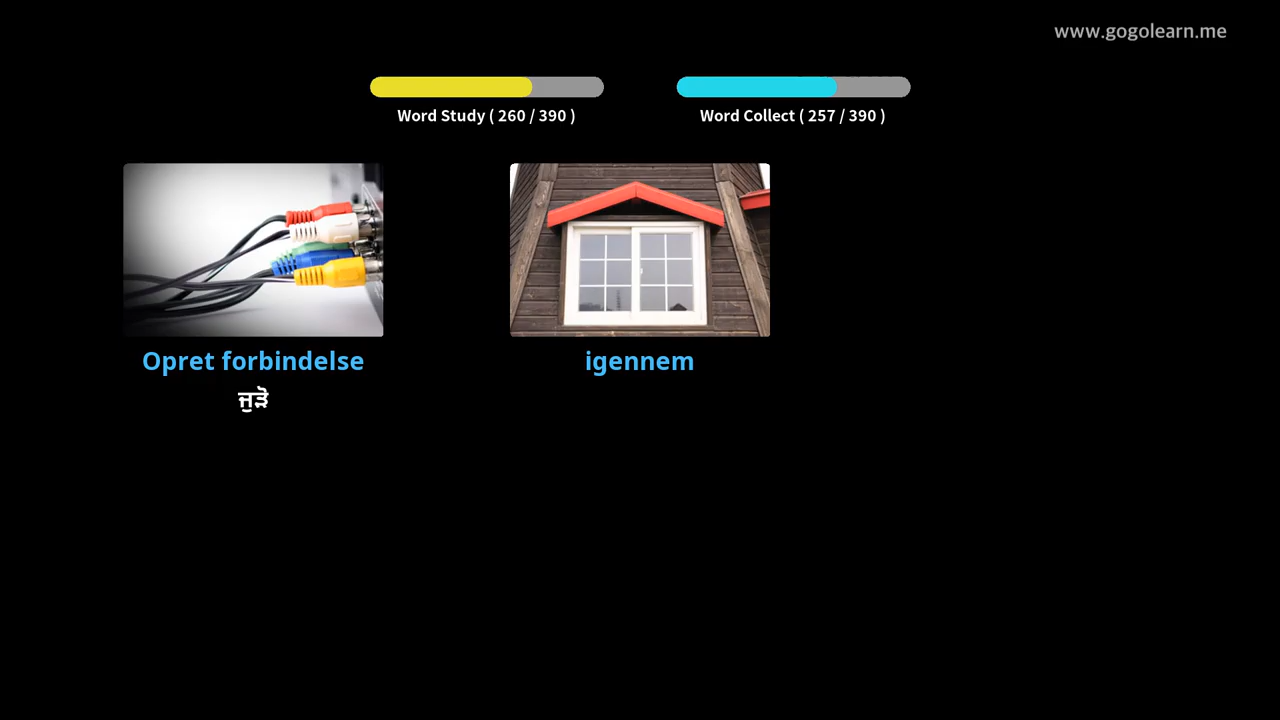 www.gogolearn.me
Word Study ( 260 / 390 )
Word Collect ( 257 / 390 )
Opret forbindelse
ਜੁੜੋ
igennem